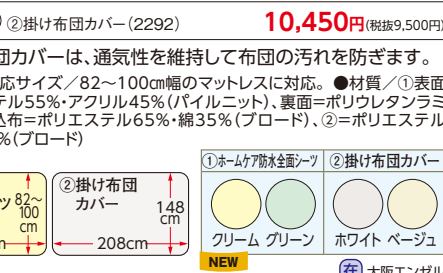 ②掛け布団カバー(2292) 10,450円(税抜9,500円)
団カバーは、通気性を維持して布団の汚れを防ぎます。
応サイズ／82〜100㎝幅のマットレスに対応。●材質／①表面
テル55%・アクリル45%(パイルニット)、裏面=ポリウレタンラミ
込布=ポリエステル65%・綿35%(ブロード)、②=ポリエステル
%(ブロード)
ツ 82〜100cm
②掛け布団カバー
148cm
208cm
①ホームケア防水全面シーツ ②掛け布団カバー
クリーム グリーン ホワイト ベージュ
NEW
在 大阪エンゼル